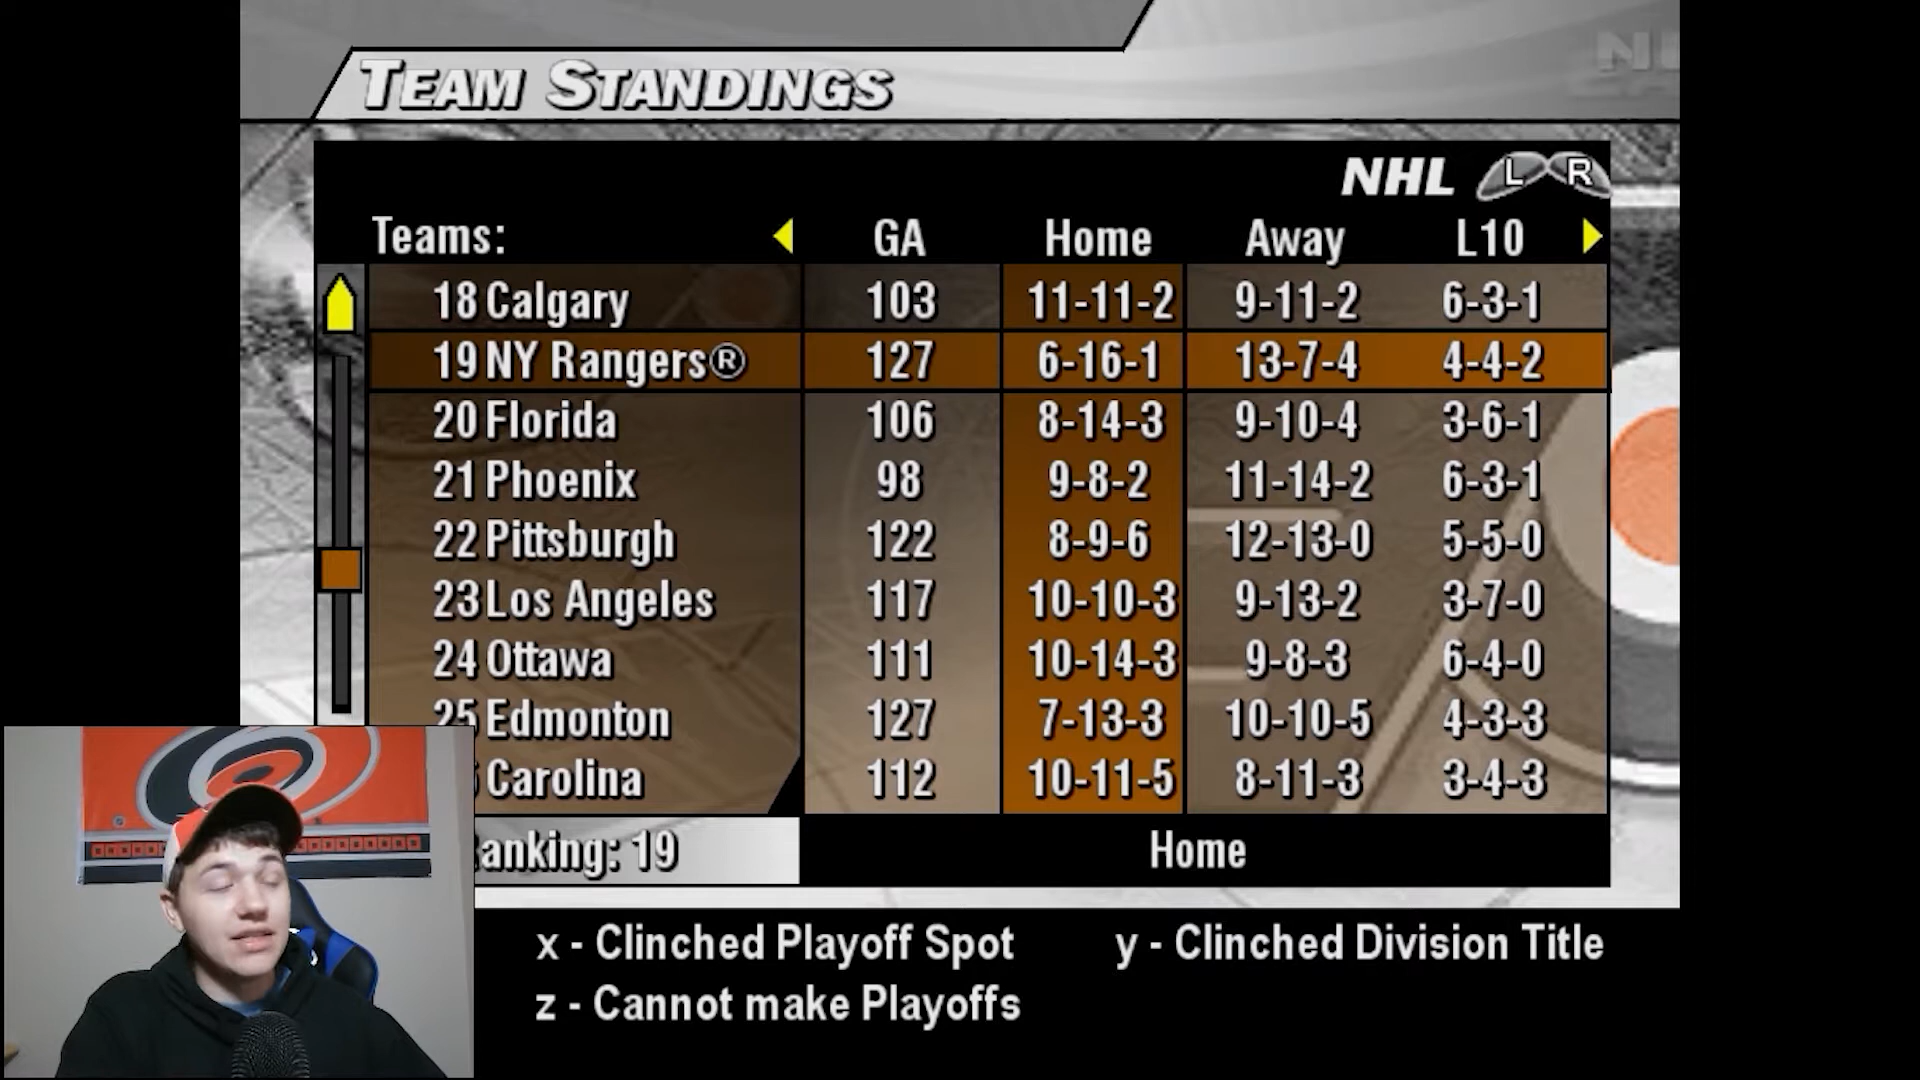 TEAM STANDINGS
NHL L R
Teams: GA Home Away L10
18 Calgary 103 11-11-2 9-11-2 6-3-1
19 NY Rangers® 127 6-16-1 13-7-4 4-4-2
20 Florida 106 8-14-3 9-10-4 3-6-1
21 Phoenix 98 9-8-2 11-14-2 6-3-1
22 Pittsburgh 122 8-9-6 12-13-0 5-5-0
23 Los Angeles 117 10-10-3 9-13-2 3-7-0
24 Ottawa 111 10-14-3 9-8-3 6-4-0
25 Edmonton 127 7-13-3 10-10-5 4-3-3
Carolina 112 10-11-5 8-11-3 3-4-3
anking: 19 Home
x - Clinched Playoff Spot y - Clinched Division Title
z - Cannot make Playoffs